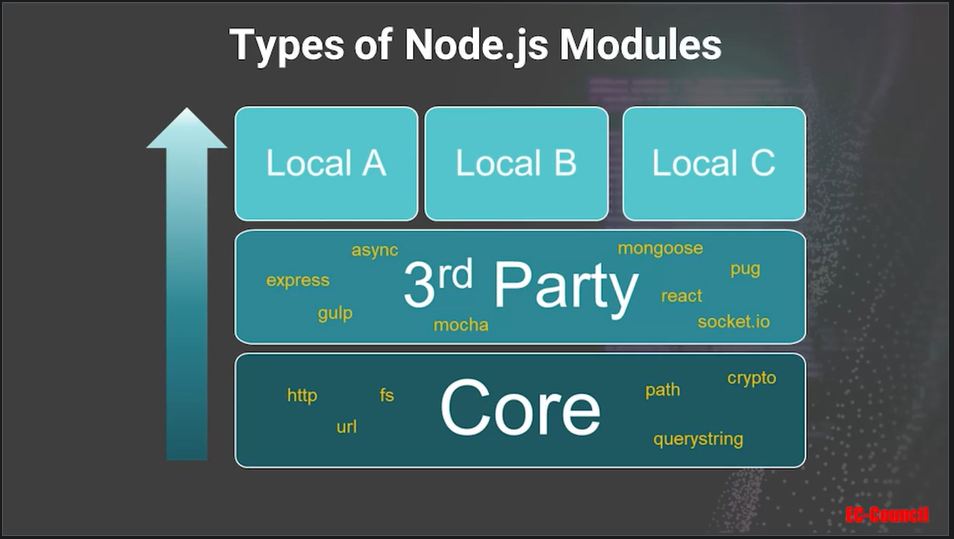 Types of Node.js Modules
Local A
Local B
Local C
async
mongoose
express
3rd Party
pug
react
gulp
mocha
socket.io
http
fs
Core
path
crypto
url
querystring
EC-Council